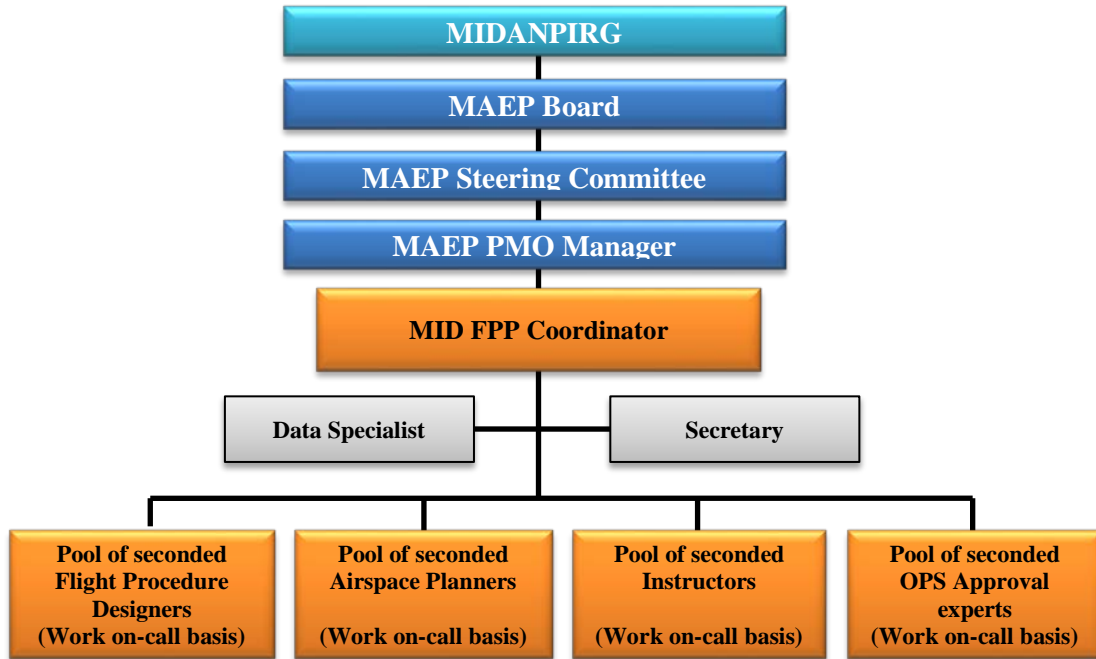 MIDANPIRG
MAEP Board
MAEP Steering Committee
MAEP PMO Manager
MID FPP Coordinator
Data Specialist
Secretary
Pool of seconded
Flight Procedure
Designers
(Work on-call basis)
Pool of seconded
Airspace Planners
(Work on-call basis)
Pool of seconded
Instructors
(Work on-call basis)
Pool of seconded
OPS Approval
experts
(Work on-call basis)